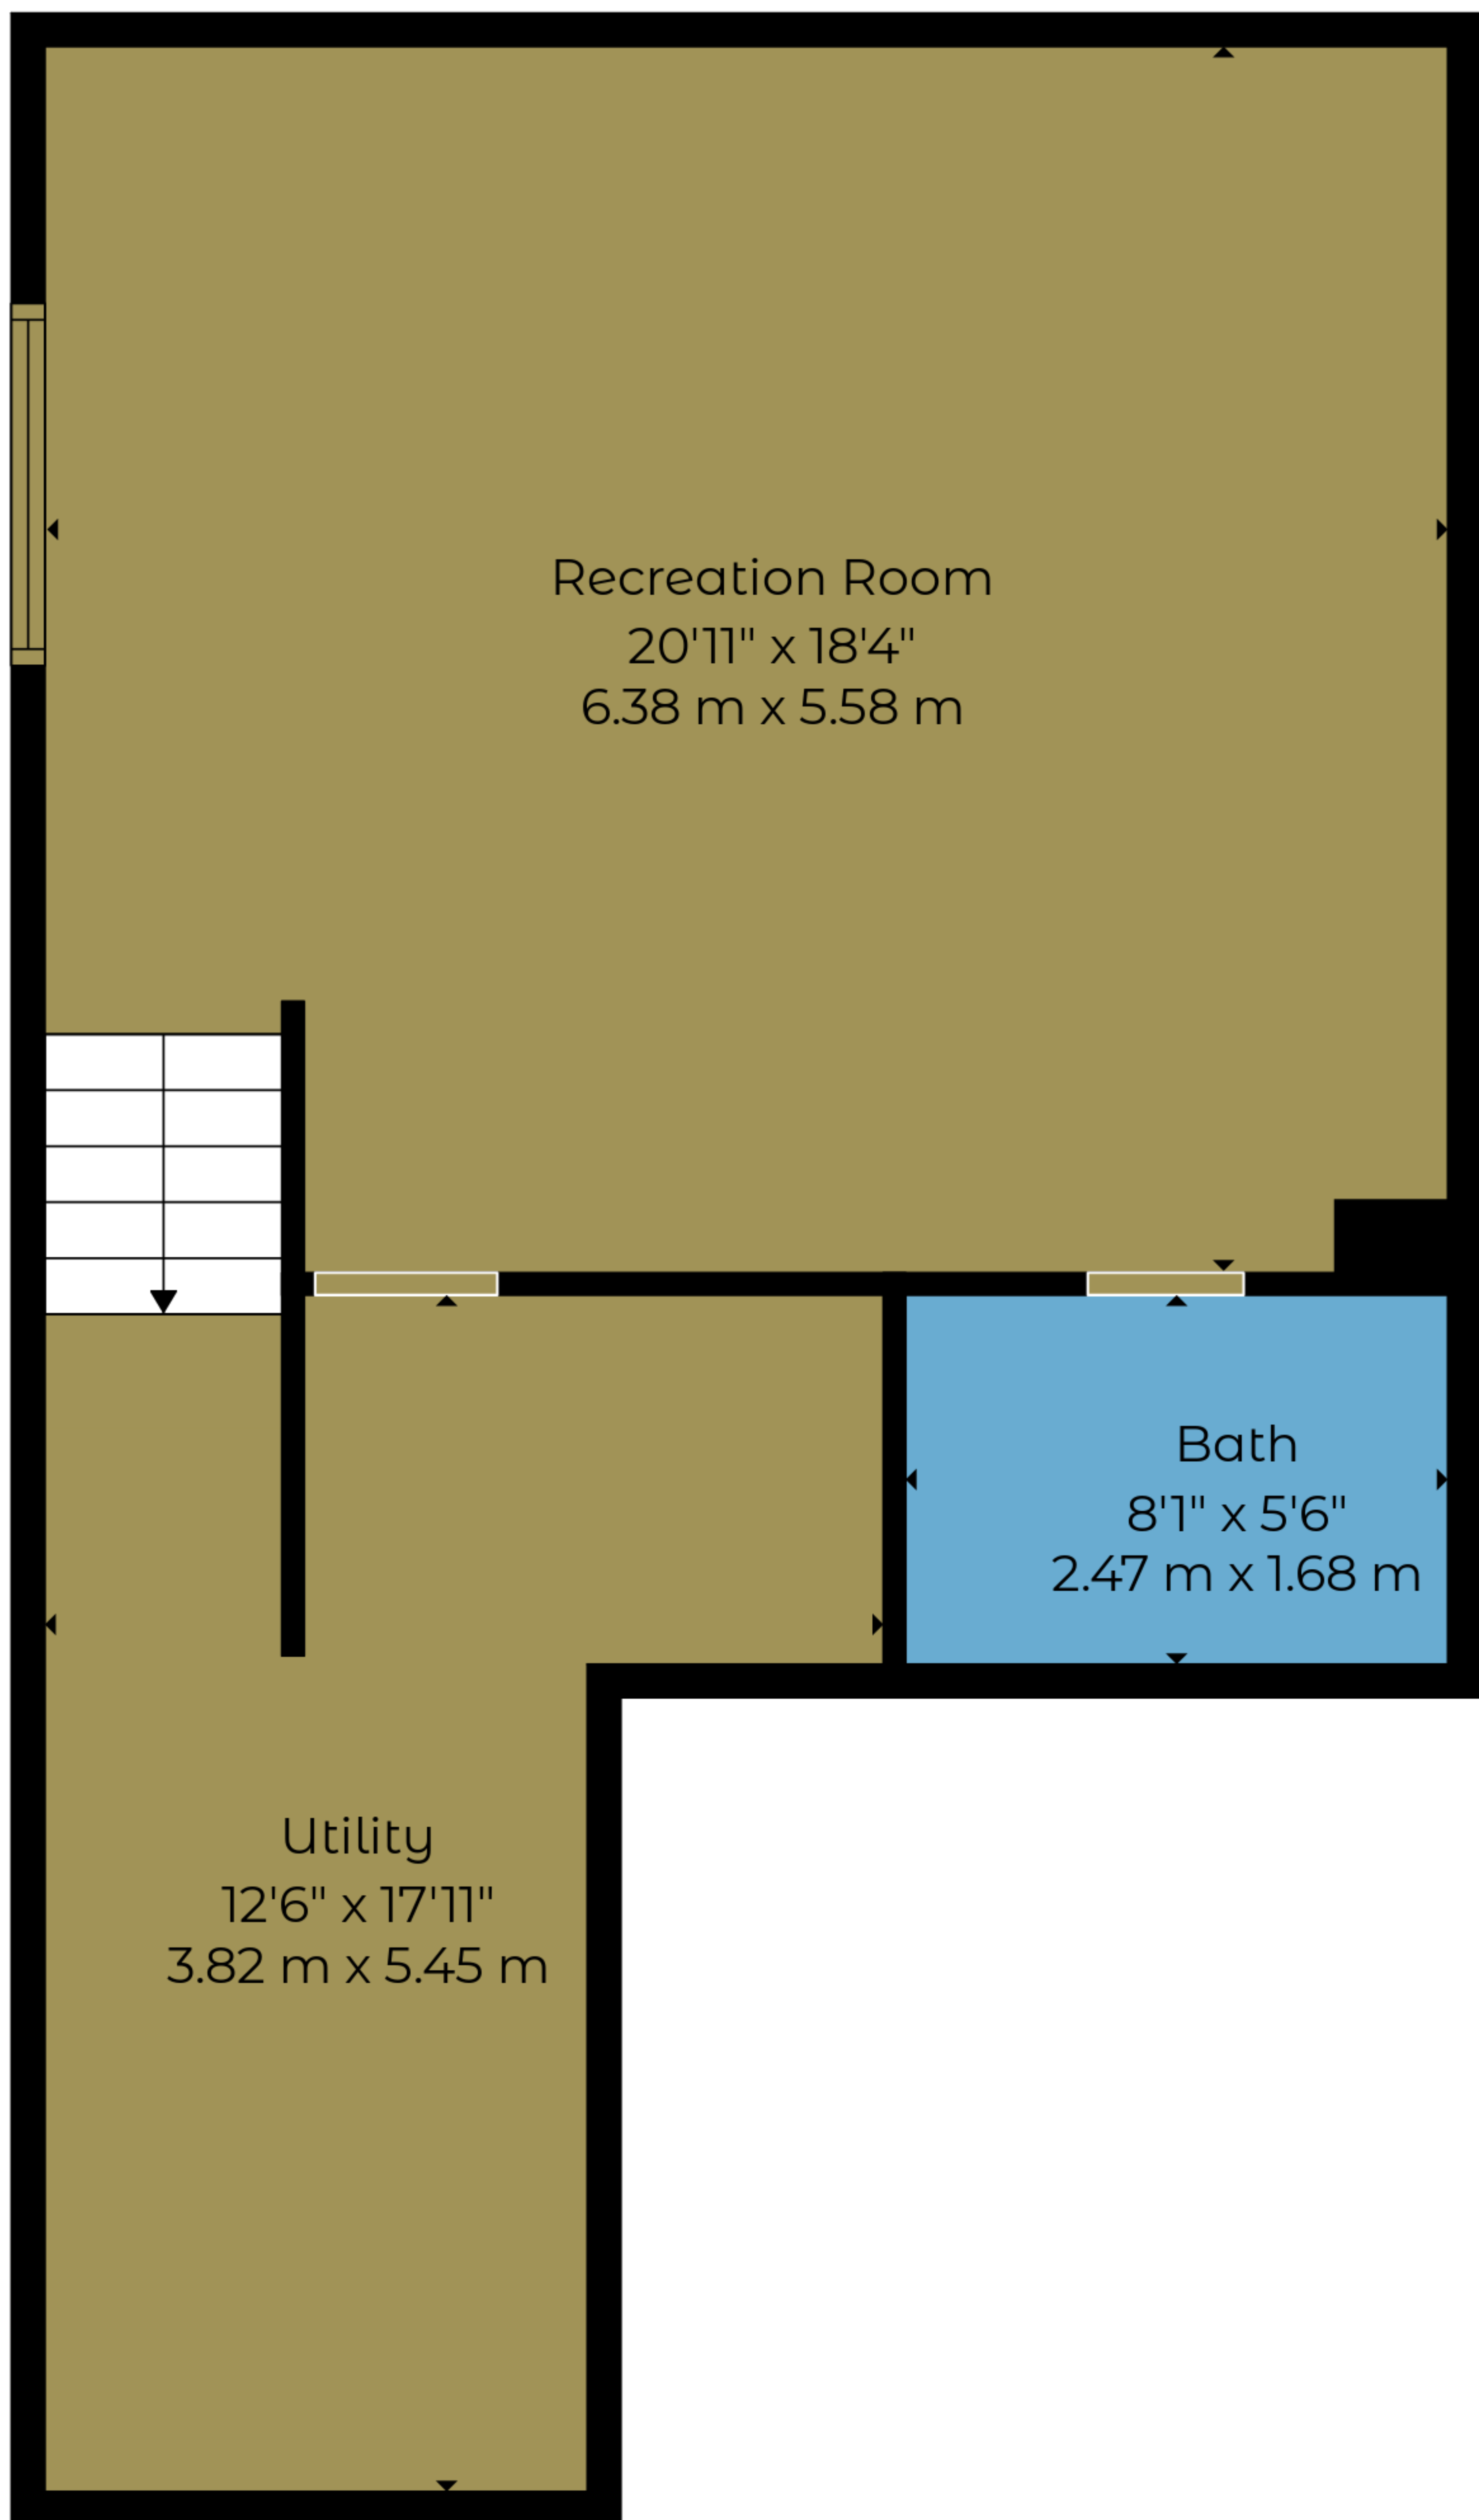 Recreation Room
20'11" x 18'4"
6.38 m x 5.58 m
Bath
8'1" x 5'6"
2.47 m x 1.68 m
Utility
12'6" x 17'11"
3.82 m x 5.45 m